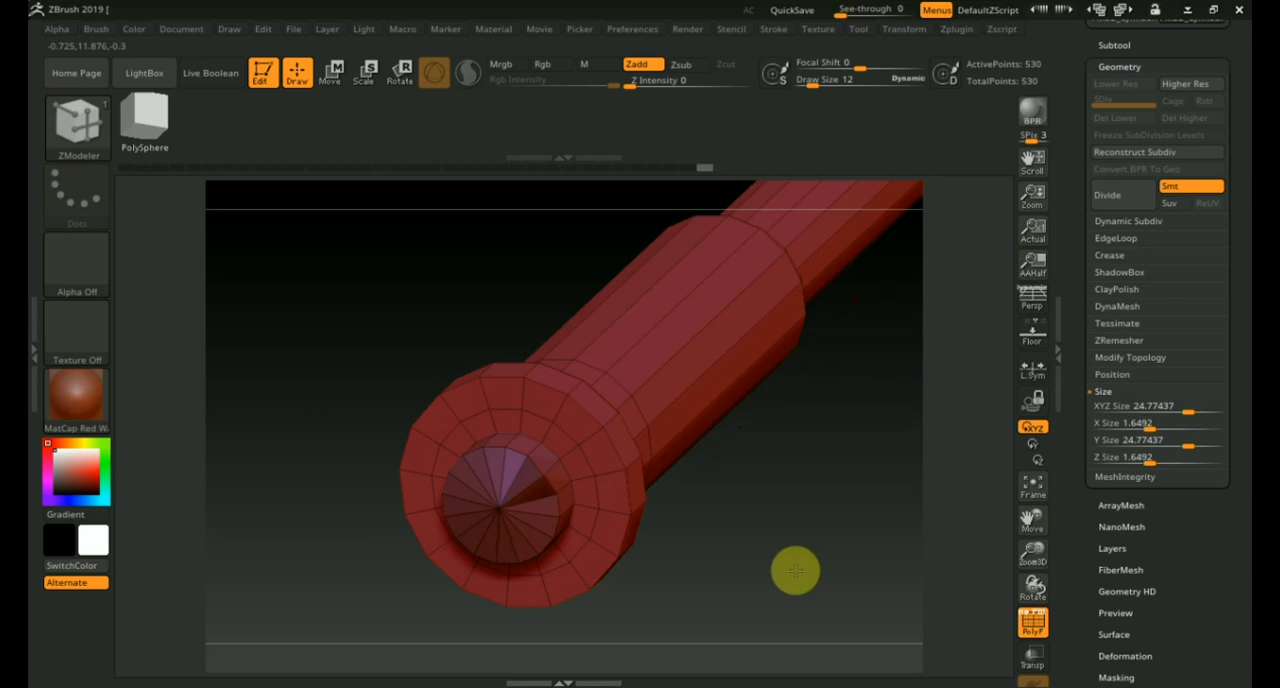 ZBrush 2019 [
AC QuickSave See-through 0 Menus DefaultZScript
Alpha Brush Color Document Draw Edit File Layer Light Macro Marker Material Movie Picker Preferences Render Stencil Stroke Texture Tool Transform Zplugin Zscript
-0.725,11.876,-0.3
Home Page LightBox Live Boolean Edit Draw Move Scale Rotate
Mrgb Rgb M Zadd Zsub Zcut
Rgb Intensity Z Intensity 0
S Focal Shift 0
Draw Size 12 Dynamic
D ActivePoints: 530
TotalPoints: 530
1
ZModeler
PolySphere
Dots
Alpha Off
Texture Off
MatCap Red W
Gradient
SwitchColor
Alternate
BPR
SPix 3
Scroll
Zoom
Actual
AAHalf
Dynamic
Persp
Floor
L.Sym
XYZ
Frame
Move
Zoom3D
Rotate
PolyF
Transp
Subtool
Geometry
Lower Res Higher Res
SDiv Cage Rstr
Del Lower Del Higher
Freeze SubDivision Levels
Reconstruct Subdiv
Convert BPR To Geo
Divide Smt
Suv ReUV
Dynamic Subdiv
EdgeLoop
Crease
ShadowBox
ClayPolish
DynaMesh
Tessimate
ZRemesher
Modify Topology
Position
Size
XYZ Size 24.77437
X Size 1.6492
Y Size 24.77437
Z Size 1.6492
MeshIntegrity
ArrayMesh
NanoMesh
Layers
FiberMesh
Geometry HD
Preview
Surface
Deformation
Masking